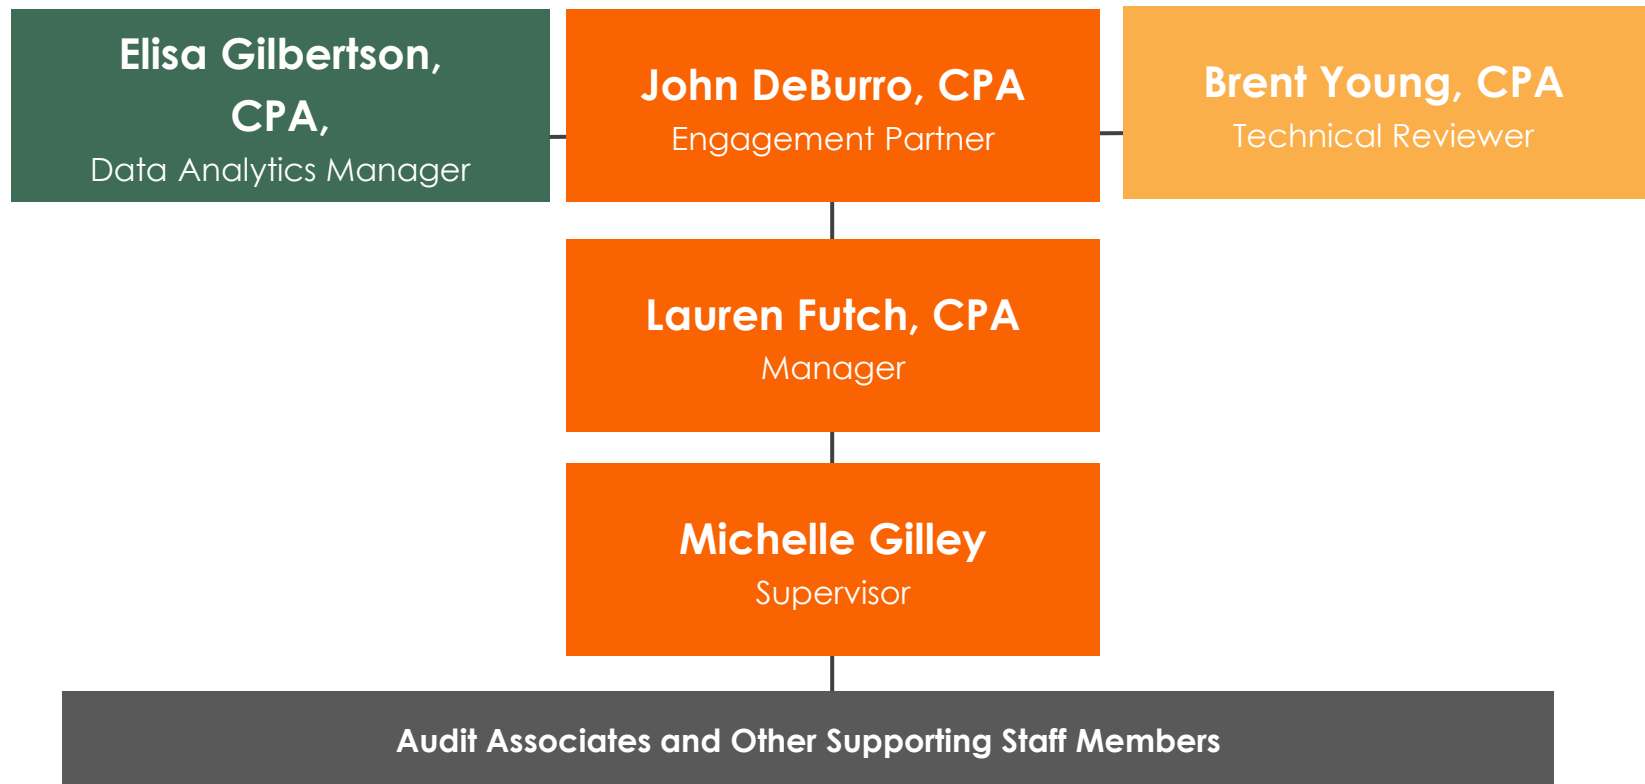 Elisa Gilbertson,
CPA,
Data Analytics Manager
John DeBurro, CPA
Engagement Partner
Brent Young, CPA
Technical Reviewer
Lauren Futch, CPA
Manager
Michelle Gilley
Supervisor
Audit Associates and Other Supporting Staff Members